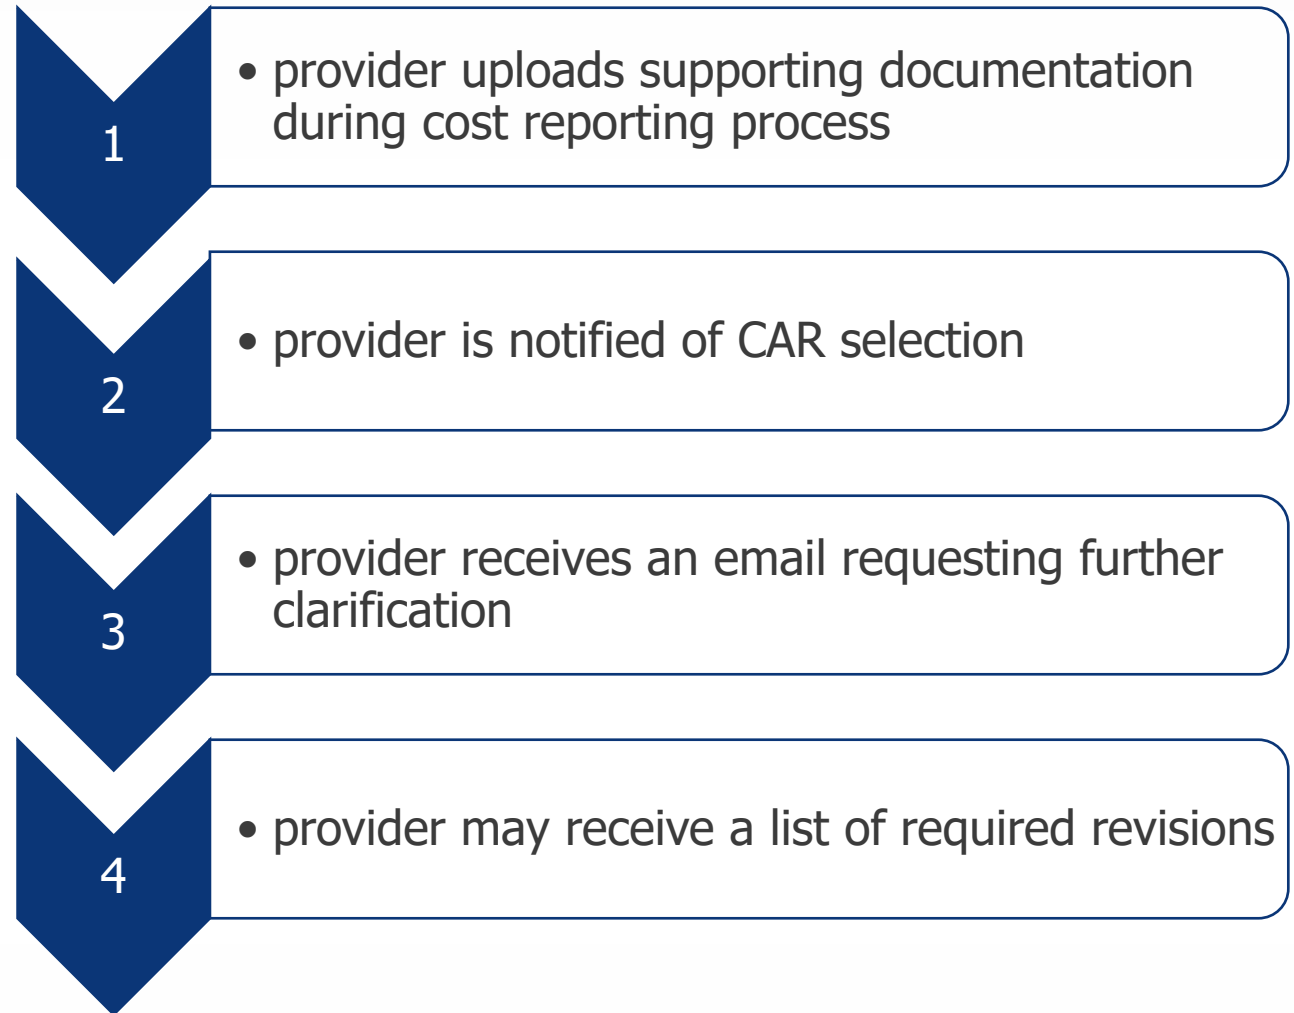 1
• provider uploads supporting documentation
during cost reporting process
2
• provider is notified of CAR selection
3
• provider receives an email requesting further
clarification
4
• provider may receive a list of required revisions